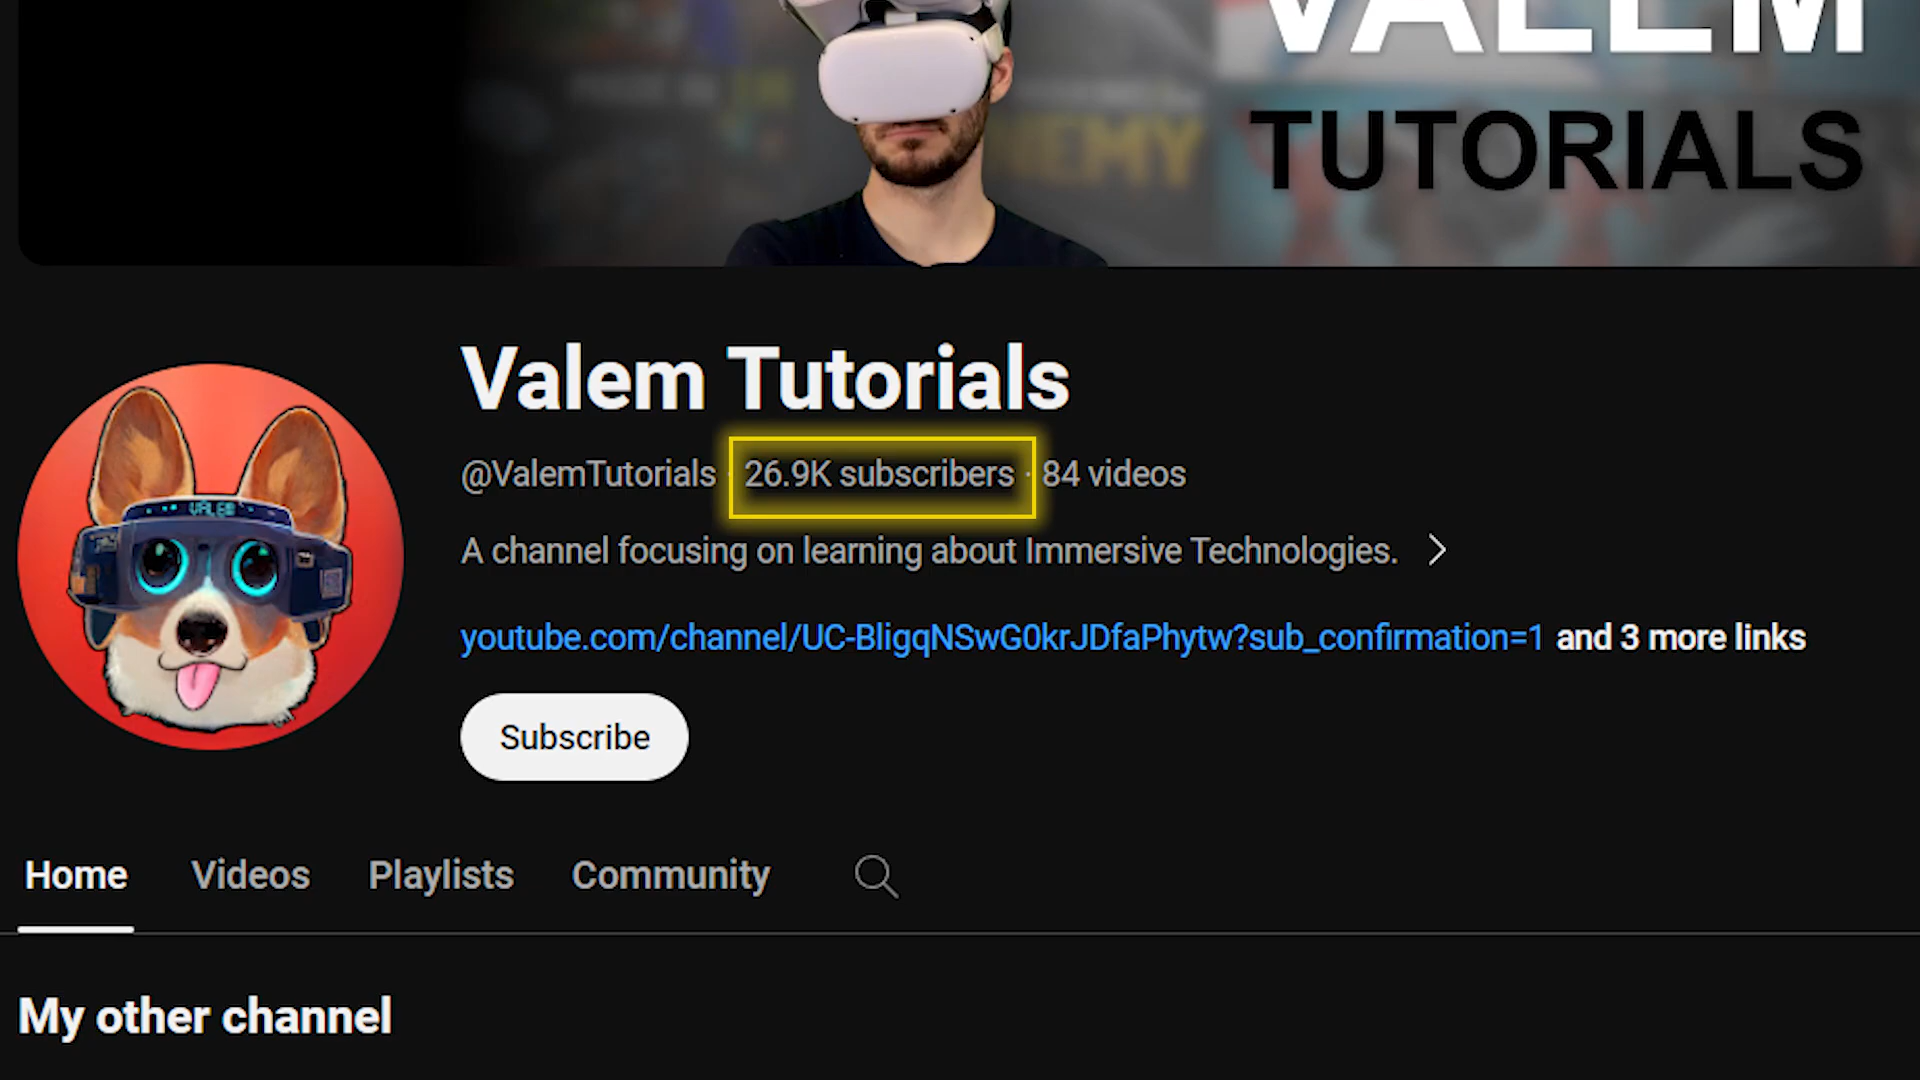 VALEM
TUTORIALS
Valem Tutorials
@ValemTutorials · 26.9K subscribers · 84 videos
A channel focusing on learning about Immersive Technologies.
youtube.com/channel/UC-BligqNSwG0krJDfaPhytw?sub_confirmation=1 and 3 more links
Subscribe
Home Videos Playlists Community
My other channel